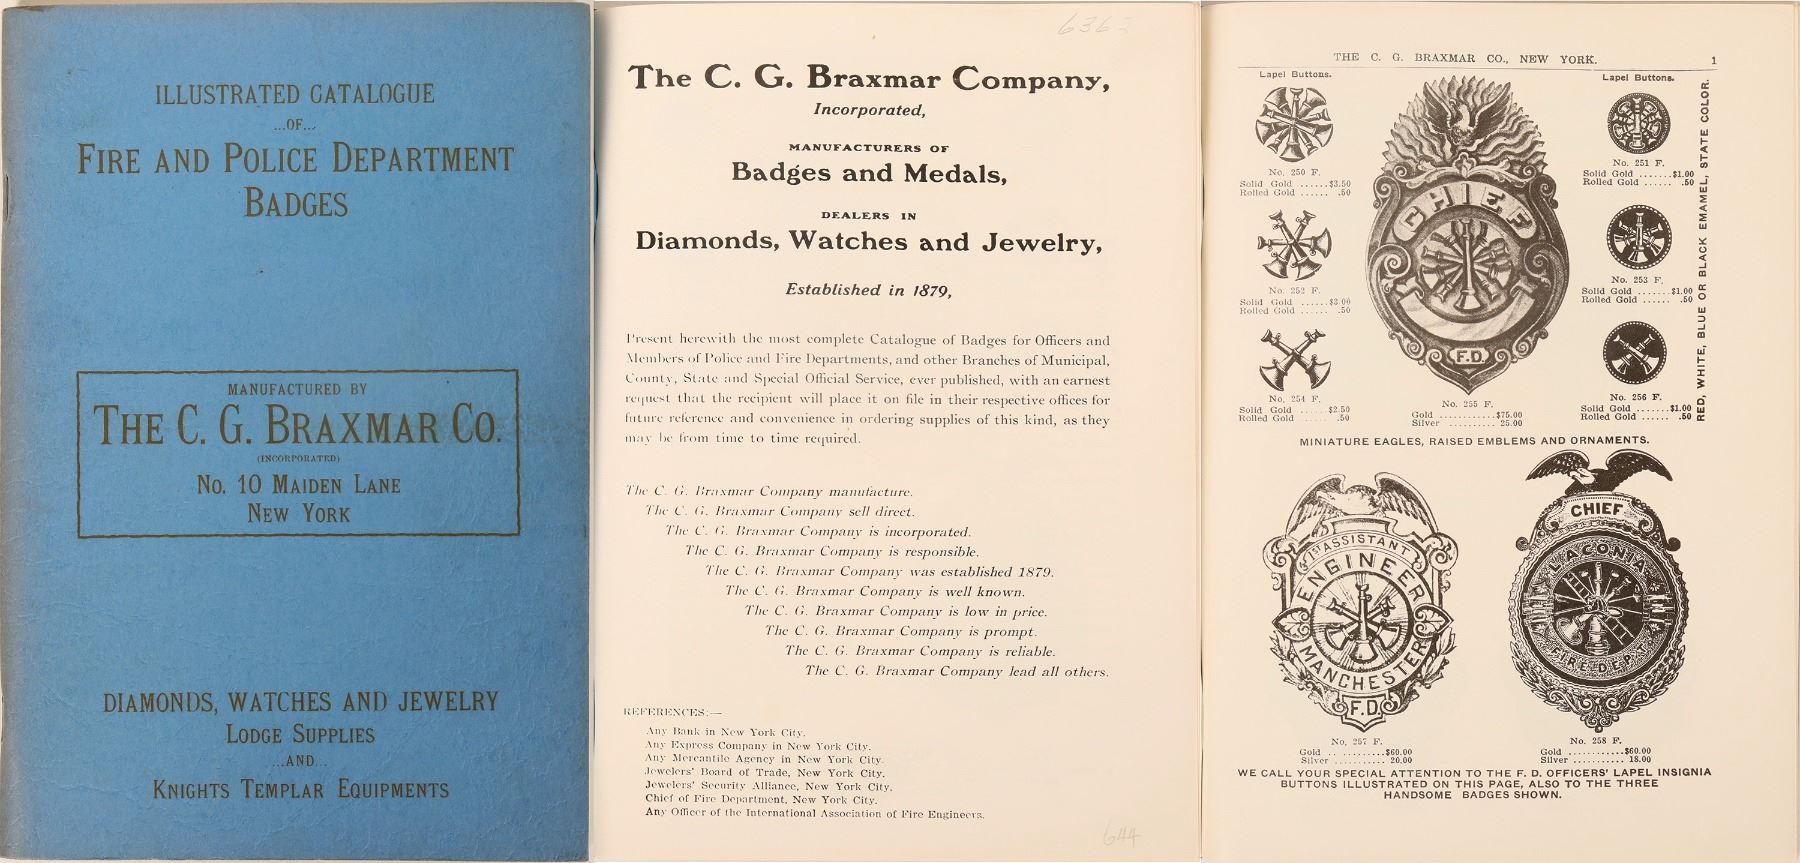 ILLUSTRATED CATALOGUE
...OF...
FIRE AND POLICE DEPARTMENT
BADGES
MANUFACTURED BY
THE C. G. BRAXMAR CO.
(INCORPORATED)
NO. 10 MAIDEN LANE
NEW YORK
DIAMONDS, WATCHES AND JEWELRY
LODGE SUPPLIES
...AND...
KNIGHTS TEMPLAR EQUIPMENTS
The C. G. Braxmar Company,
Incorporated,
MANUFACTURERS OF
Badges and Medals,
DEALERS IN
Diamonds, Watches and Jewelry,
Established in 1879,
Present herewith the most complete Catalogue of Badges for Officers and
Members of Police and Fire Departments, and other Branches of Municipal,
County, State and Special Official Service, ever published, with an earnest
request that the recipient will place it on file in their respective offices for
future reference and convenience in ordering supplies of this kind, as they
may be from time to time required.
The C. G. Braxmar Company manufacture.
The C. G. Braxmar Company sell direct.
The C. G. Braxmar Company is incorporated.
The C. G. Braxmar Company is responsible.
The C. G. Braxmar Company was established 1879.
The C. G. Braxmar Company is well known.
The C. G. Braxmar Company is low in price.
The C. G. Braxmar Company is prompt.
The C. G. Braxmar Company is reliable.
The C. G. Braxmar Company lead all others.
REFERENCES:—
Any Bank in New York City.
Any Express Company in New York City.
Any Mercantile Agency in New York City.
Jewelers' Board of Trade, New York City.
Jewelers' Security Alliance, New York City.
Chief of Fire Department, New York City.
Any Officer of the International Association of Fire Engineers.
644
THE C. G. BRAXMAR CO., NEW YORK. 1
Lapel Buttons.
No. 250 F.
Solid Gold ......$3.50
Rolled Gold ...... .50
No. 252 F.
Solid Gold ......$3.00
Rolled Gold ...... .50
No. 254 F.
Solid Gold ......$2.50
Rolled Gold ...... .50
CHIEF
F.D.
No. 255 F.
Gold ...........$75.00
Silver ........... 25.00
Lapel Buttons.
No. 251 F.
Solid Gold ......$1.00
Rolled Gold ...... .50
No. 253 F.
Solid Gold .......$1.00
Rolled Gold ...... .50
No. 256 F.
Solid Gold .......$1.00
Rolled Gold ...... .50
RED, WHITE, BLUE OR BLACK ENAMEL, STATE COLOR.
MINIATURE EAGLES, RAISED EMBLEMS AND ORNAMENTS.
1ST ASSISTANT
ENGINEER
MANCHESTER
F.D.
No. 257 F.
Gold ...........$60.00
Silver ........... 20.00
CHIEF
LACONIA
FIRE DEPT.
No. 258 F.
Gold ...........$60.00
Silver ........... 18.00
WE CALL YOUR SPECIAL ATTENTION TO THE F. D. OFFICERS' LAPEL INSIGNIA
BUTTONS ILLUSTRATED ON THIS PAGE, ALSO TO THE THREE
HANDSOME BADGES SHOWN.